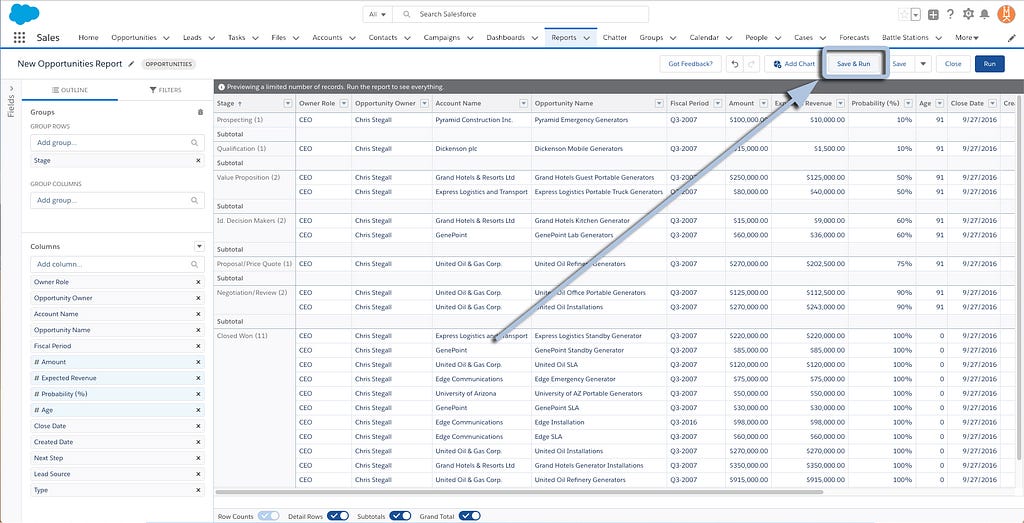 All Search Salesforce
Sales Home Opportunities Leads Tasks Files Accounts Contacts Campaigns Dashboards Reports Chatter Groups Calendar People Cases Forecasts Battle Stations More
New Opportunities Report OPPORTUNITIES Got Feedback? Add Chart Save & Run Save Close Run
Fields
OUTLINE FILTERS
Groups
GROUP ROWS
Add group...
Stage
GROUP COLUMNS
Add group...
Columns
Add column...
Owner Role
Opportunity Owner
Account Name
Opportunity Name
Fiscal Period
# Amount
# Expected Revenue
# Probability (%)
# Age
Close Date
Created Date
Next Step
Lead Source
Type
Previewing a limited number of records. Run the report to see everything.
Stage ↑ Owner Role Opportunity Owner Account Name Opportunity Name Fiscal Period Amount Revenue Probability (%) Age Close Date
Prospecting (1) CEO Chris Stegall Pyramid Construction Inc. Pyramid Emergency Generators Q3-2007 $100,000.00 $10,000.00 10% 91 9/27/2016
Subtotal
Qualification (1) CEO Chris Stegall Dickenson plc Dickenson Mobile Generators Q3-2007 $15,000.00 $1,500.00 10% 91 9/27/2016
Subtotal
Value Proposition (2) CEO Chris Stegall Grand Hotels & Resorts Ltd Grand Hotels Guest Portable Generators Q3-2007 $250,000.00 $125,000.00 50% 91 9/27/2016
CEO Chris Stegall Express Logistics and Transport Express Logistics Portable Truck Generators Q3-2007 $80,000.00 $40,000.00 50% 91 9/27/2016
Subtotal
Id. Decision Makers (2) CEO Chris Stegall Grand Hotels & Resorts Ltd Grand Hotels Kitchen Generator Q3-2007 $15,000.00 $9,000.00 60% 91 9/27/2016
CEO Chris Stegall GenePoint GenePoint Lab Generators Q3-2007 $60,000.00 $36,000.00 60% 91 9/27/2016
Subtotal
Proposal/Price Quote (1) CEO Chris Stegall United Oil & Gas Corp. United Oil Refinery Generators Q3-2007 $270,000.00 $202,500.00 75% 91 9/27/2016
Subtotal
Negotiation/Review (2) CEO Chris Stegall United Oil & Gas Corp. United Oil Office Portable Generators Q3-2007 $125,000.00 $112,500.00 90% 91 9/27/2016
CEO Chris Stegall United Oil & Gas Corp. United Oil Installations Q3-2007 $270,000.00 $243,000.00 90% 91 9/27/2016
Subtotal
Closed Won (11) CEO Chris Stegall Express Logistics and Transport Express Logistics Standby Generator Q3-2007 $220,000.00 $220,000.00 100% 0 9/27/2016
CEO Chris Stegall GenePoint GenePoint Standby Generator Q3-2007 $85,000.00 $85,000.00 100% 0 9/27/2016
CEO Chris Stegall United Oil & Gas Corp. United Oil SLA Q3-2007 $120,000.00 $120,000.00 100% 0 9/27/2016
CEO Chris Stegall Edge Communications Edge Emergency Generator Q3-2007 $75,000.00 $75,000.00 100% 0 9/27/2016
CEO Chris Stegall University of Arizona University of AZ Portable Generators Q3-2007 $50,000.00 $50,000.00 100% 0 9/27/2016
CEO Chris Stegall GenePoint GenePoint SLA Q3-2007 $30,000.00 $30,000.00 100% 0 9/27/2016
CEO Chris Stegall Edge Communications Edge Installation Q3-2016 $98,000.00 $98,000.00 100% 0 9/27/2016
CEO Chris Stegall Edge Communications Edge SLA Q3-2007 $60,000.00 $60,000.00 100% 0 9/27/2016
CEO Chris Stegall United Oil & Gas Corp. United Oil Installations Q3-2007 $270,000.00 $270,000.00 100% 0 9/27/2016
CEO Chris Stegall Grand Hotels & Resorts Ltd Grand Hotels Generator Installations Q3-2007 $350,000.00 $350,000.00 100% 0 9/27/2016
CEO Chris Stegall United Oil & Gas Corp. United Oil Refinery Generators Q3-2007 $915,000.00 $915,000.00 100% 0 9/27/2016
Row Counts Detail Rows Subtotals Grand Total